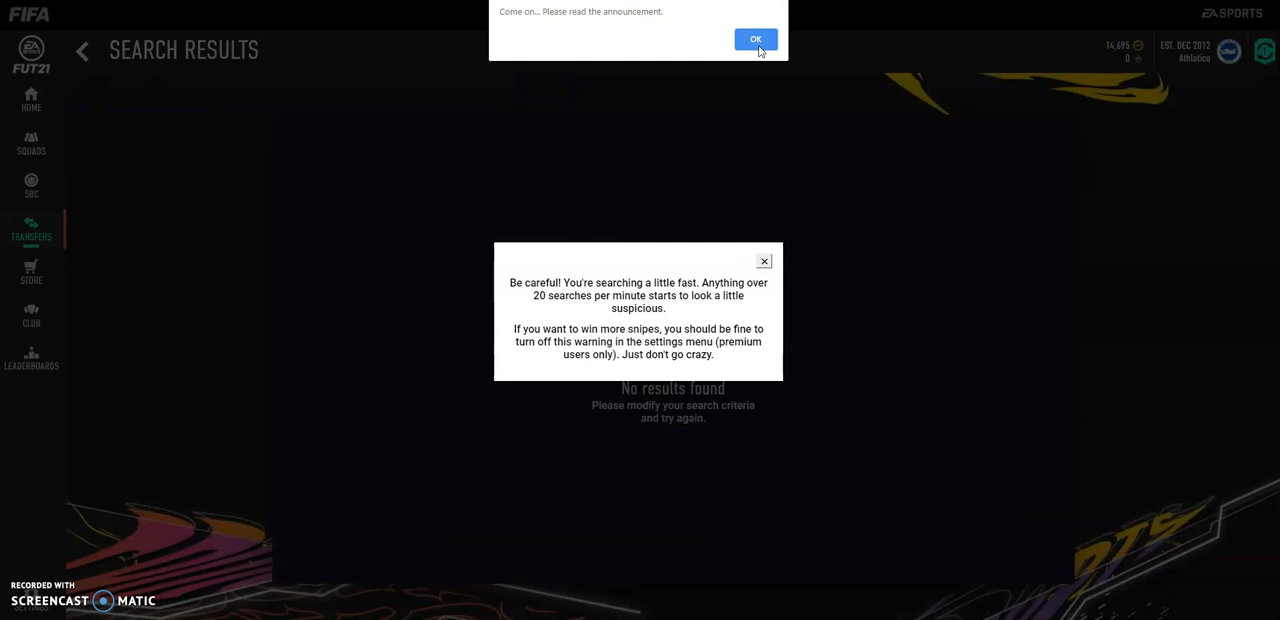 FIFA
Come on... Please read the announcement.
OK
EA SPORTS
EA
SPORTS
FUT21
SEARCH RESULTS
14,695
0
EST. DEC 2012
Athlotico
HOME
SQUADS
SBC
TRANSFERS
STORE
CLUB
LEADERBOARDS
Be careful! You're searching a little fast. Anything over
20 searches per minute starts to look a little
suspicious.
If you want to win more snipes, you should be fine to
turn off this warning in the settings menu (premium
users only). Just don't go crazy.
No results found
Please modify your search criteria
and try again.
RECORDED WITH
SCREENCAST MATIC
SETTINGS